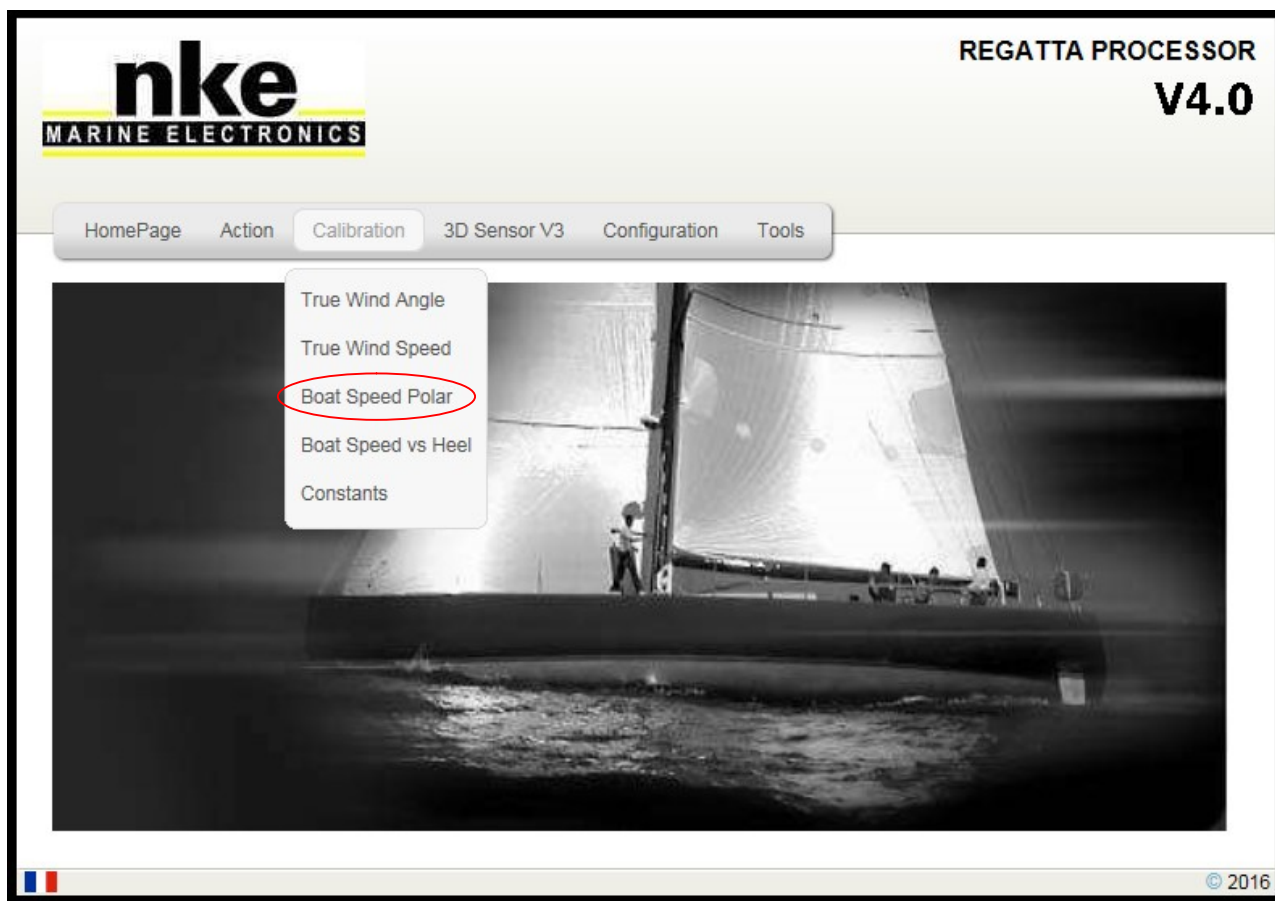 nke
MARINE ELECTRONICS
REGATTA PROCESSOR
V4.0
HomePage Action Calibration 3D Sensor V3 Configuration Tools
True Wind Angle
True Wind Speed
Boat Speed Polar
Boat Speed vs Heel
Constants
© 2016